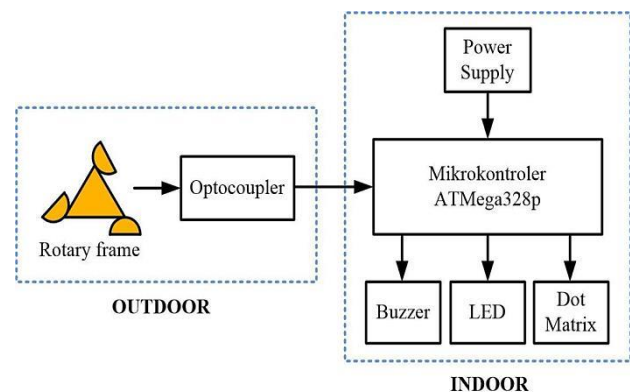 Power
Supply
Optocoupler
Mikrokontroler
ATMega328p
Rotary frame
OUTDOOR
Buzzer
LED
Dot
Matrix
INDOOR